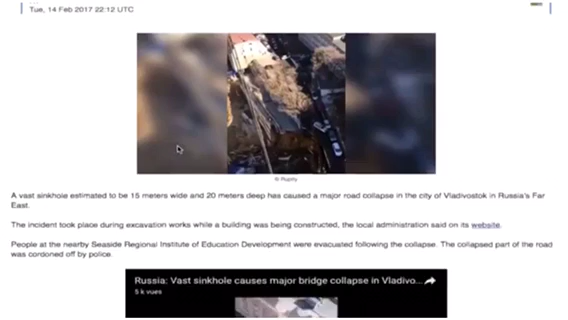 Tue, 14 Feb 2017 22:12 UTC
© Ruptly
A vast sinkhole estimated to be 15 meters wide and 20 meters deep has caused a major road collapse in the city of Vladivostok in Russia's Far
East.
The incident took place during excavation works while a building was being constructed, the local administration said on its website.
People at the nearby Seaside Regional Institute of Education Development were evacuated following the collapse. The collapsed part of the road
was cordoned off by police.
Russia: Vast sinkhole causes major bridge collapse in Vladivo...
5 k vues